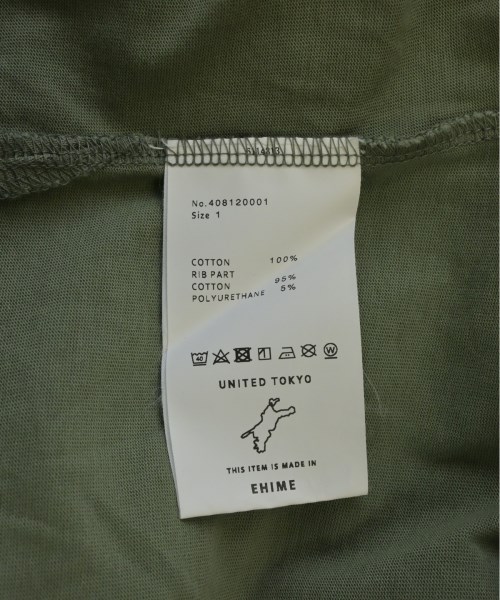 No.408120001
Size 1
COTTON 100%
RIB PART
COTTON 95%
POLYURETHANE 5%
40
W
UNITED TOKYO
THIS ITEM IS MADE IN
EHIME